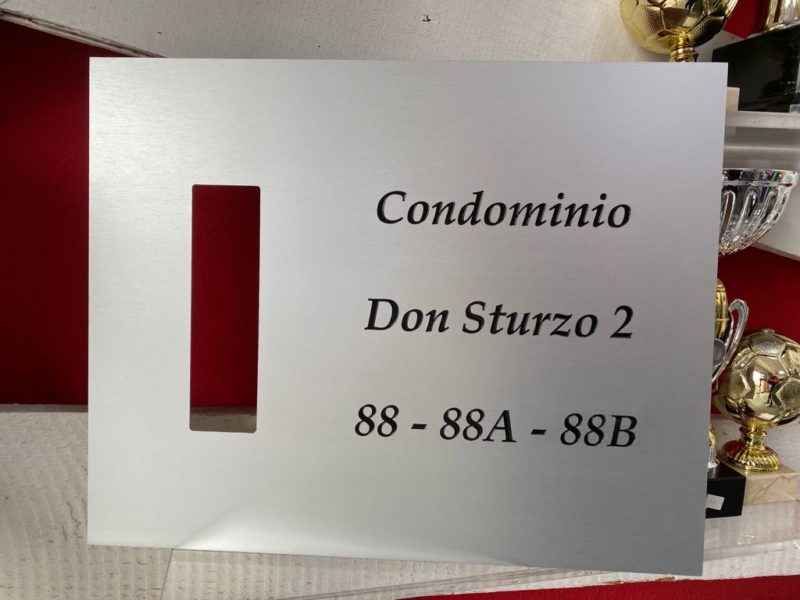 Condominio
Don Sturzo 2
88 - 88A - 88B